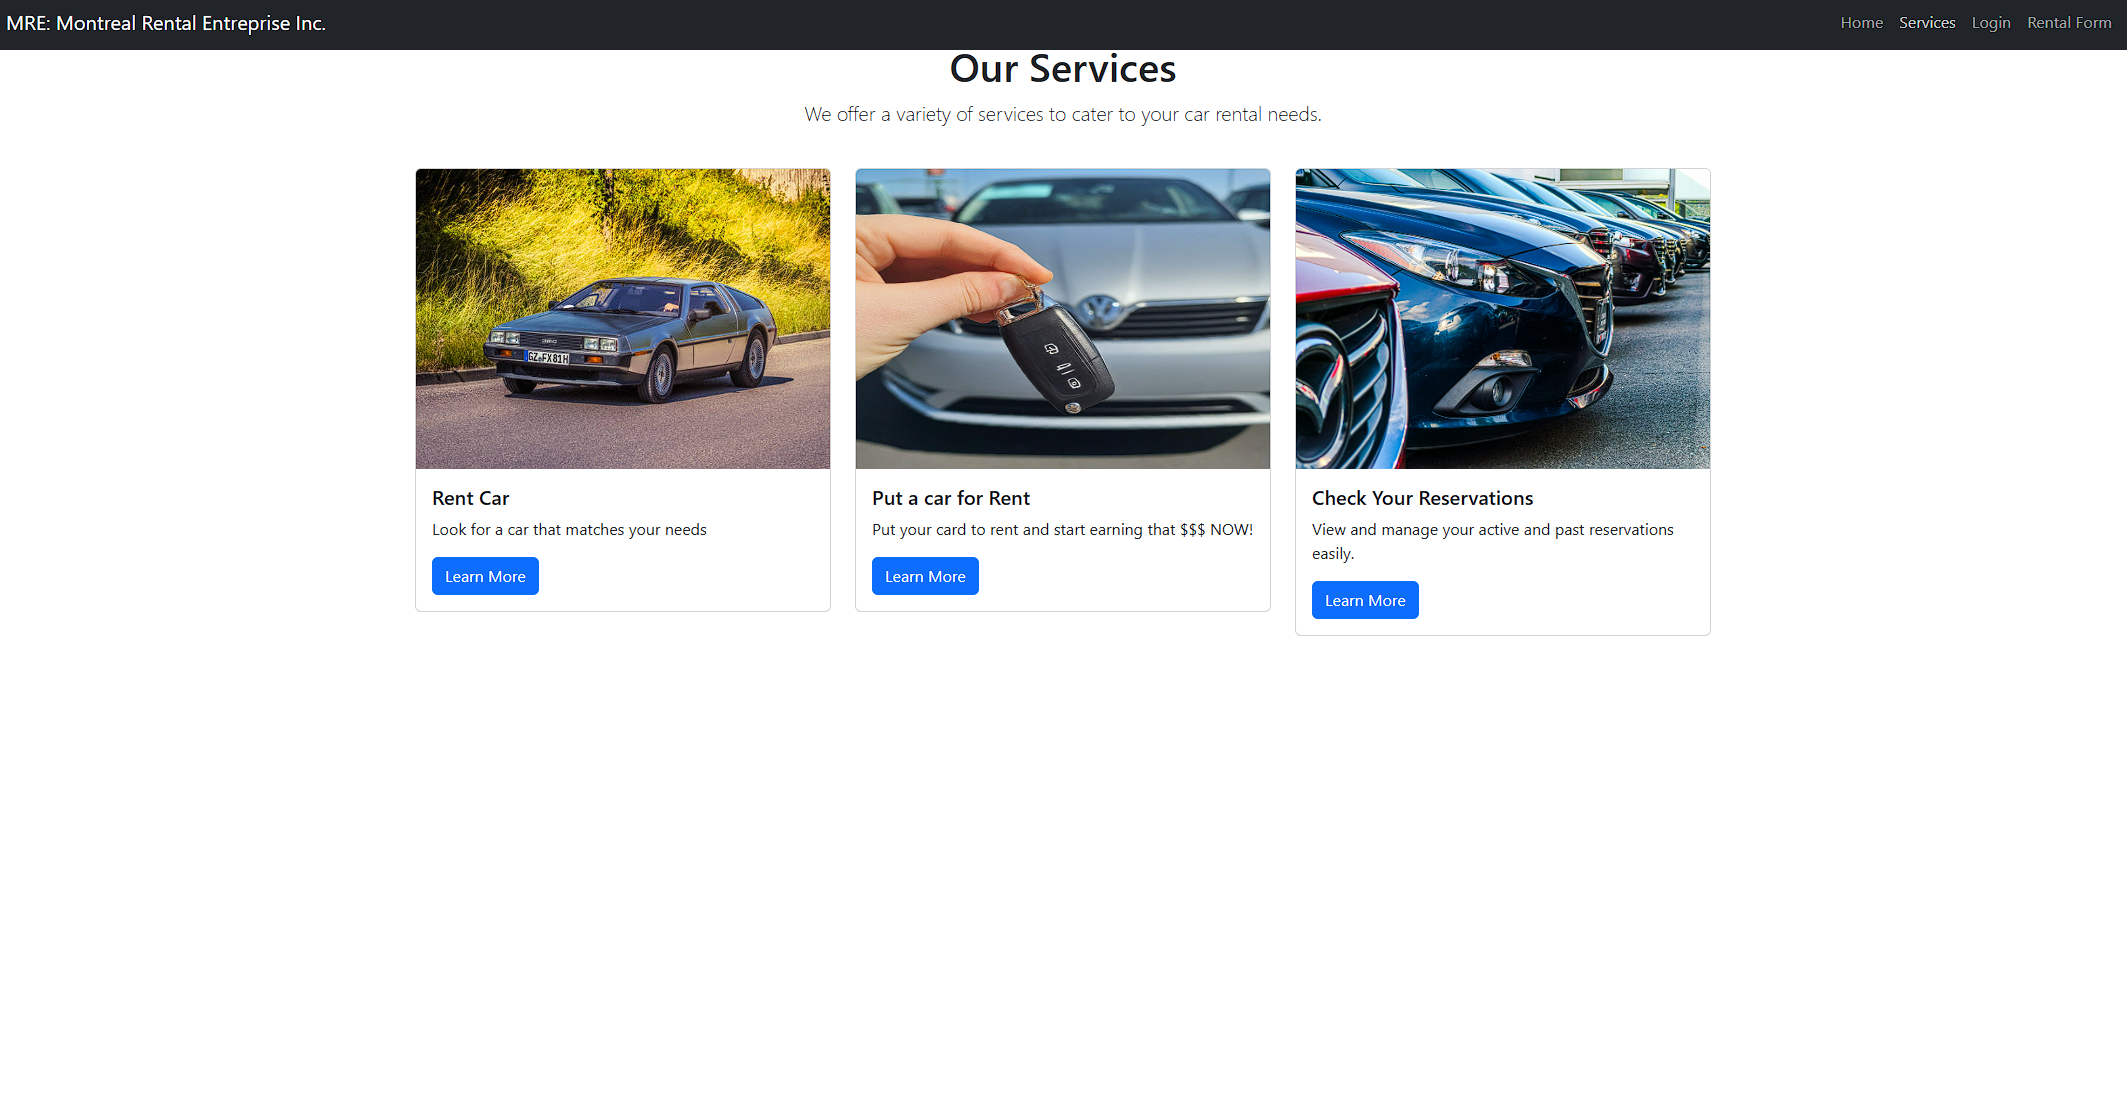 MRE: Montreal Rental Entreprise Inc.
Home Services Login Rental Form
Our Services
We offer a variety of services to cater to your car rental needs.
GZ FX81H
Rent Car
Look for a car that matches your needs
Learn More
Put a car for Rent
Put your card to rent and start earning that $$$ NOW!
Learn More
Check Your Reservations
View and manage your active and past reservations
easily.
Learn More